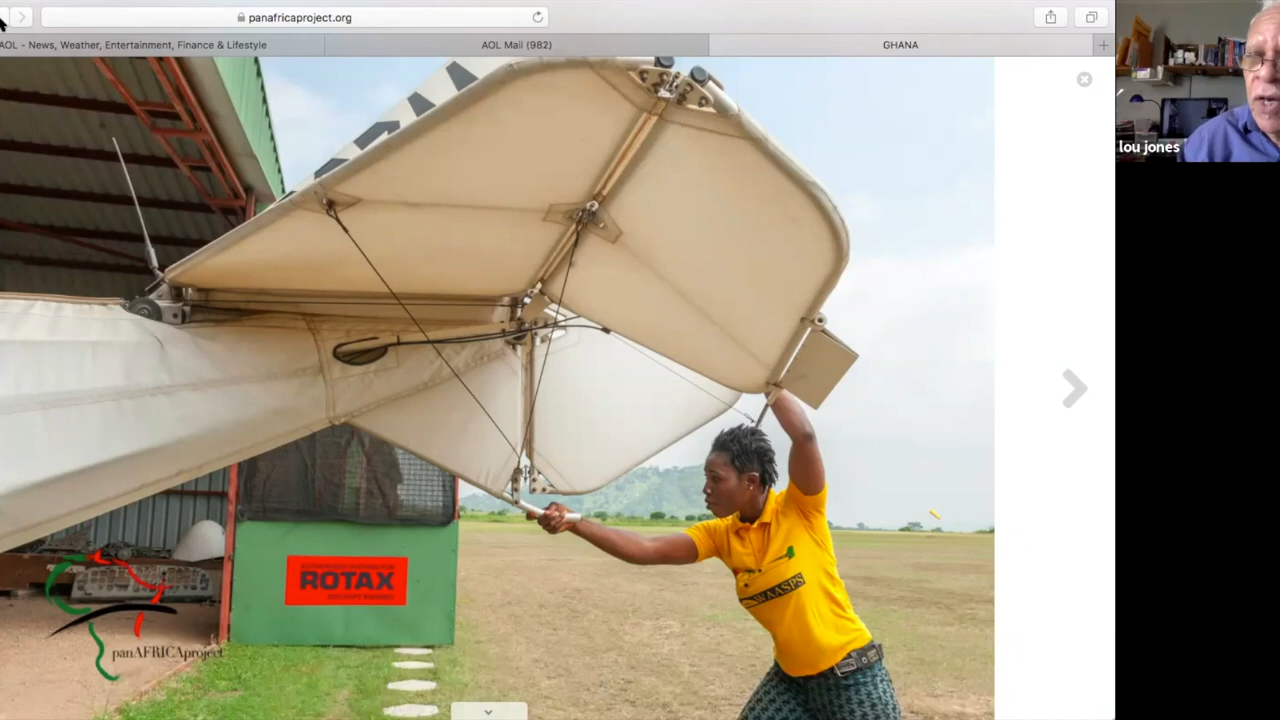 panafricaproject.org
AOL - News, Weather, Entertainment, Finance & Lifestyle
AOL Mail (982)
GHANA
lou jones
ROTAX
WAASPS
panAFRICAproject